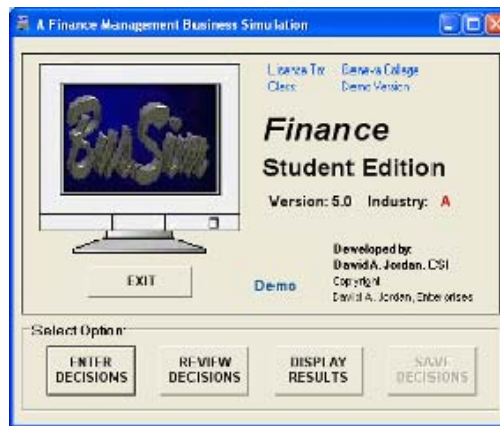 A Finance Management Business Simulation
License To: Geneva College
Class: Demo Version
BusSim
Finance
Student Edition
Version: 5.0 Industry: A
EXIT
Demo
Developed by:
David A. Jordan, CSI
Copyright
David A. Jordan, Enterprises
Select Option:
ENTER DECISIONS
REVIEW DECISIONS
DISPLAY RESULTS
SAVE DECISIONS